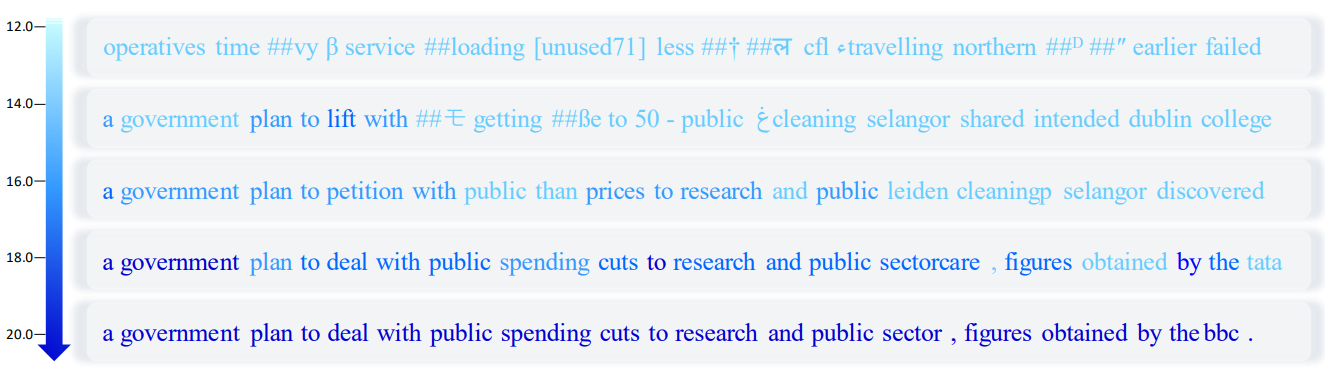 12.0
operatives time ##vy β service ##loading [unused71] less ##† ##ल cfl ء travelling northern ##ᴰ ##″ earlier failed
14.0
a government plan to lift with ##モ getting ##ße to 50 - public غ cleaning selangor shared intended dublin college
16.0
a government plan to petition with public than prices to research and public leiden cleaningp selangor discovered
18.0
a government plan to deal with public spending cuts to research and public sectorcare , figures obtained by the tata
20.0
a government plan to deal with public spending cuts to research and public sector , figures obtained by the bbc .